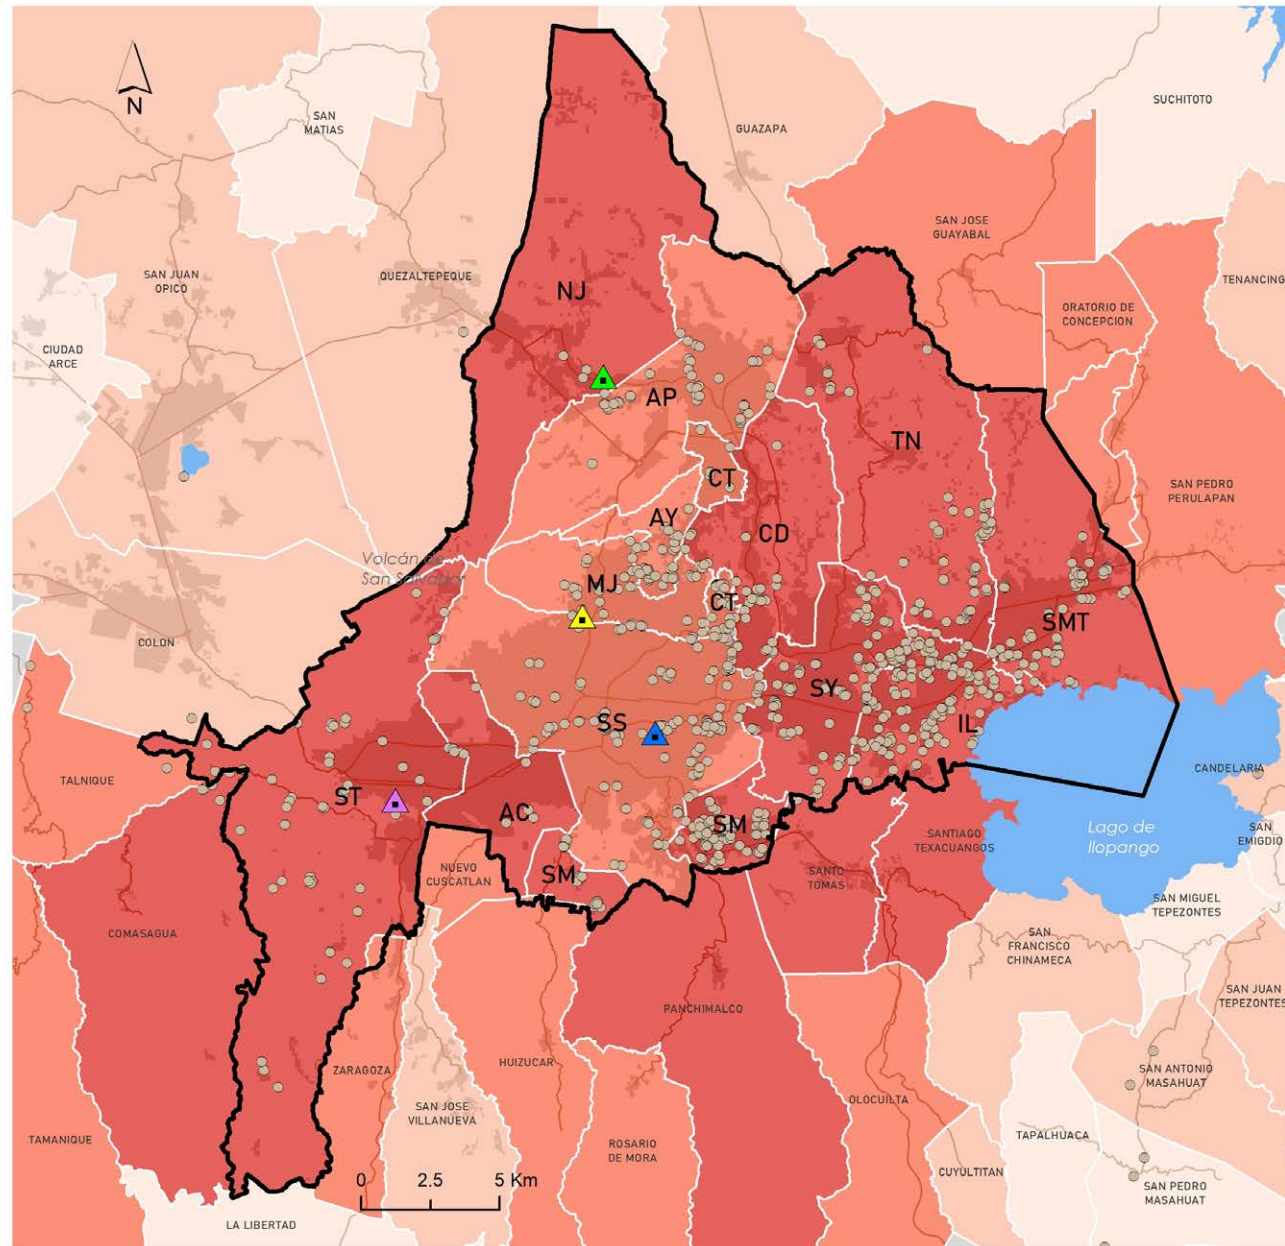 SUCHITOTO
SAN
MATIAS
GUAZAPA
N
SAN JOSE
GUAYABAL
SAN JUAN
OPICO
QUEZALTEPEQUE
TENANCING
NJ
ORATORIO DE
CONCEPCION
CIUDAD
ARCE
AP
TN
CT
SAN PEDRO
PERULAPAN
AY
CD
Volcán de
San Salvador
MJ
CT
SMT
COLON
SY
SS
IL
CANDELARIA
TALNIQUE
ST
AC
SM
Lago de
Ilopango
SANTIAGO
TEXACUANGOS
SAN
EMIGDIO
NUEVO
CUSCATLAN
SM
SANTO
TOMAS
SAN MIGUEL
TEPEZONTES
COMASAGUA
SAN
FRANCISCO
CHINAMECA
SAN JUAN
TEPEZONTES
PANCHIMALCO
HUIZUCAR
ZARAGOZA
SAN ANTONIO
MASAHUAT
OLOCUILTA
SAN JOSE
VILLANUEVA
TAMANIQUE
ROSARIO
DE MORA
TAPALHUACA
CUYULTITAN
0 2.5 5 Km
SAN PEDRO
MASAHUAT
LA LIBERTAD